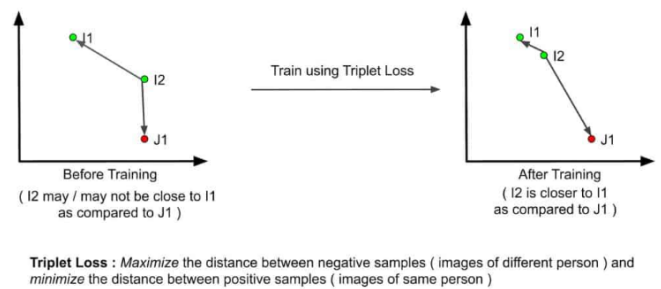 I1
I2
J1
Before Training
( I2 may / may not be close to I1
as compared to J1 )
Train using Triplet Loss
I1
I2
J1
After Training
( I2 is closer to I1
as compared to J1 )
Triplet Loss : Maximize the distance between negative samples ( images of different person ) and
minimize the distance between positive samples ( images of same person )